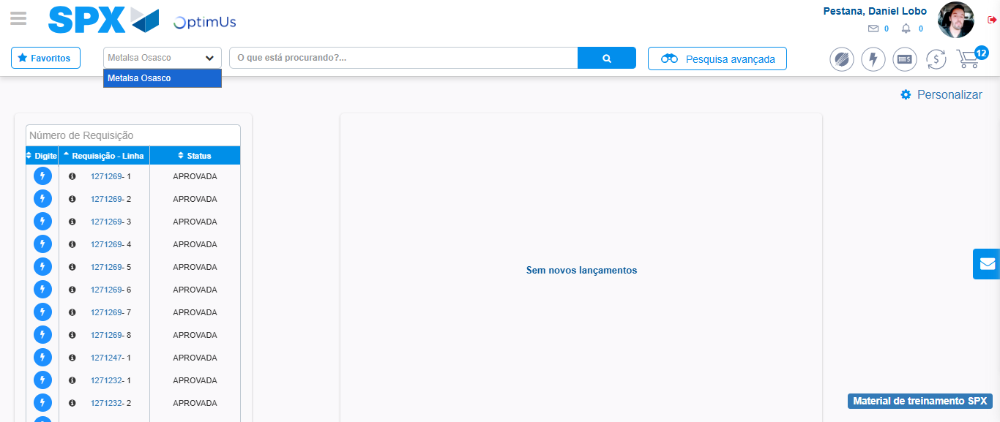 SPX
OptimUs
Pestana, Daniel Lobo
0 0
Favoritos
Metalsa Osasco
O que está procurando?...
Pesquisa avançada
$
12
Metalsa Osasco
Personalizar
Número de Requisição
Digite Requisição - Linha Status
1271269- 1 APROVADA
1271269- 2 APROVADA
1271269- 3 APROVADA
1271269- 4 APROVADA
1271269- 5 APROVADA
1271269- 6 APROVADA
1271269- 7 APROVADA
1271269- 8 APROVADA
1271247- 1 APROVADA
1271232- 1 APROVADA
1271232- 2 APROVADA
Sem novos lançamentos
Material de treinamento SPX